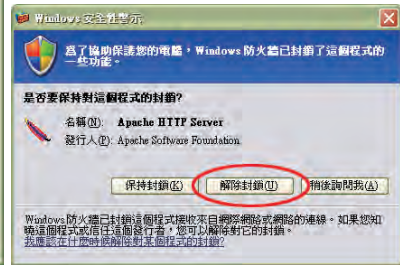 Windows 安全性警示
為了協助保護您的電腦，Windows 防火牆已封鎖了這個程式的
一些功能。
是否要保持對這個程式的封鎖?
名稱(N): Apache HTTP Server
發行人(P): Apache Software Foundation
保持封鎖(K) 解除封鎖(U) 稍後詢問我(A)
Windows 防火牆已封鎖這個程式接收來自網際網路或網路的連線。如果您知
曉這個程式或信任這個發行者，您可以解除對它的封鎖。
我應該在什麼時候解除對某個程式的封鎖?